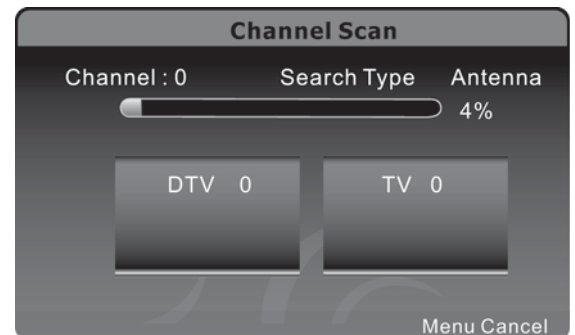 Channel Scan
Channel : 0 Search Type Antenna
4%
DTV 0 TV 0
Menu Cancel